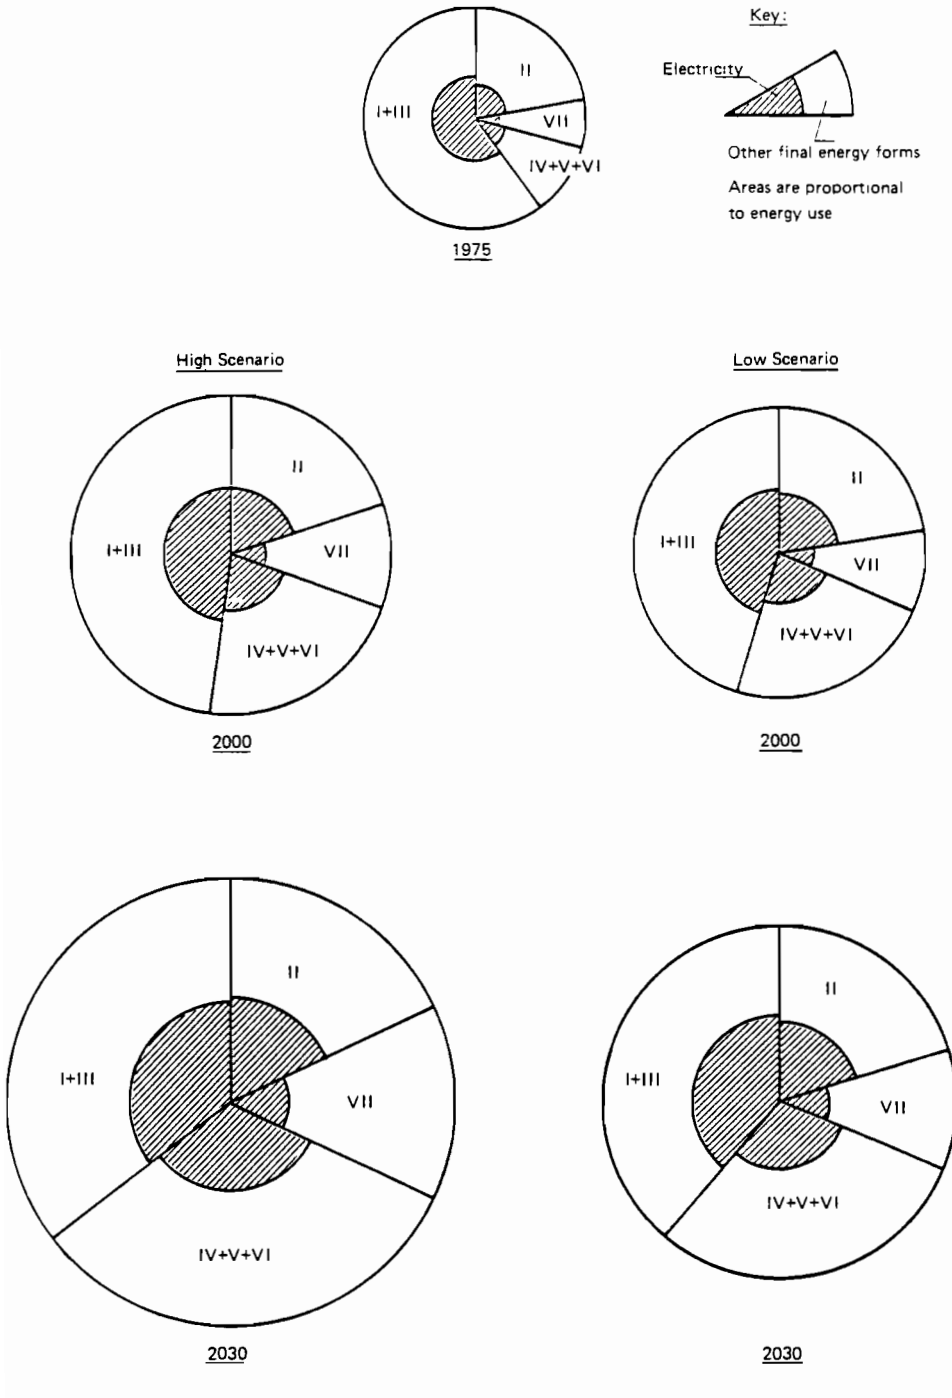 Key:
Electricity
Other final energy forms
Areas are proportional
to energy use
II
I+III
VII
IV+V+VI
1975
High Scenario
II
I+III
VII
IV+V+VI
2000
Low Scenario
II
I+III
VII
IV+V+VI
2000
II
I+III
VII
IV+V+VI
2030
II
I+III
VII
IV+V+VI
2030